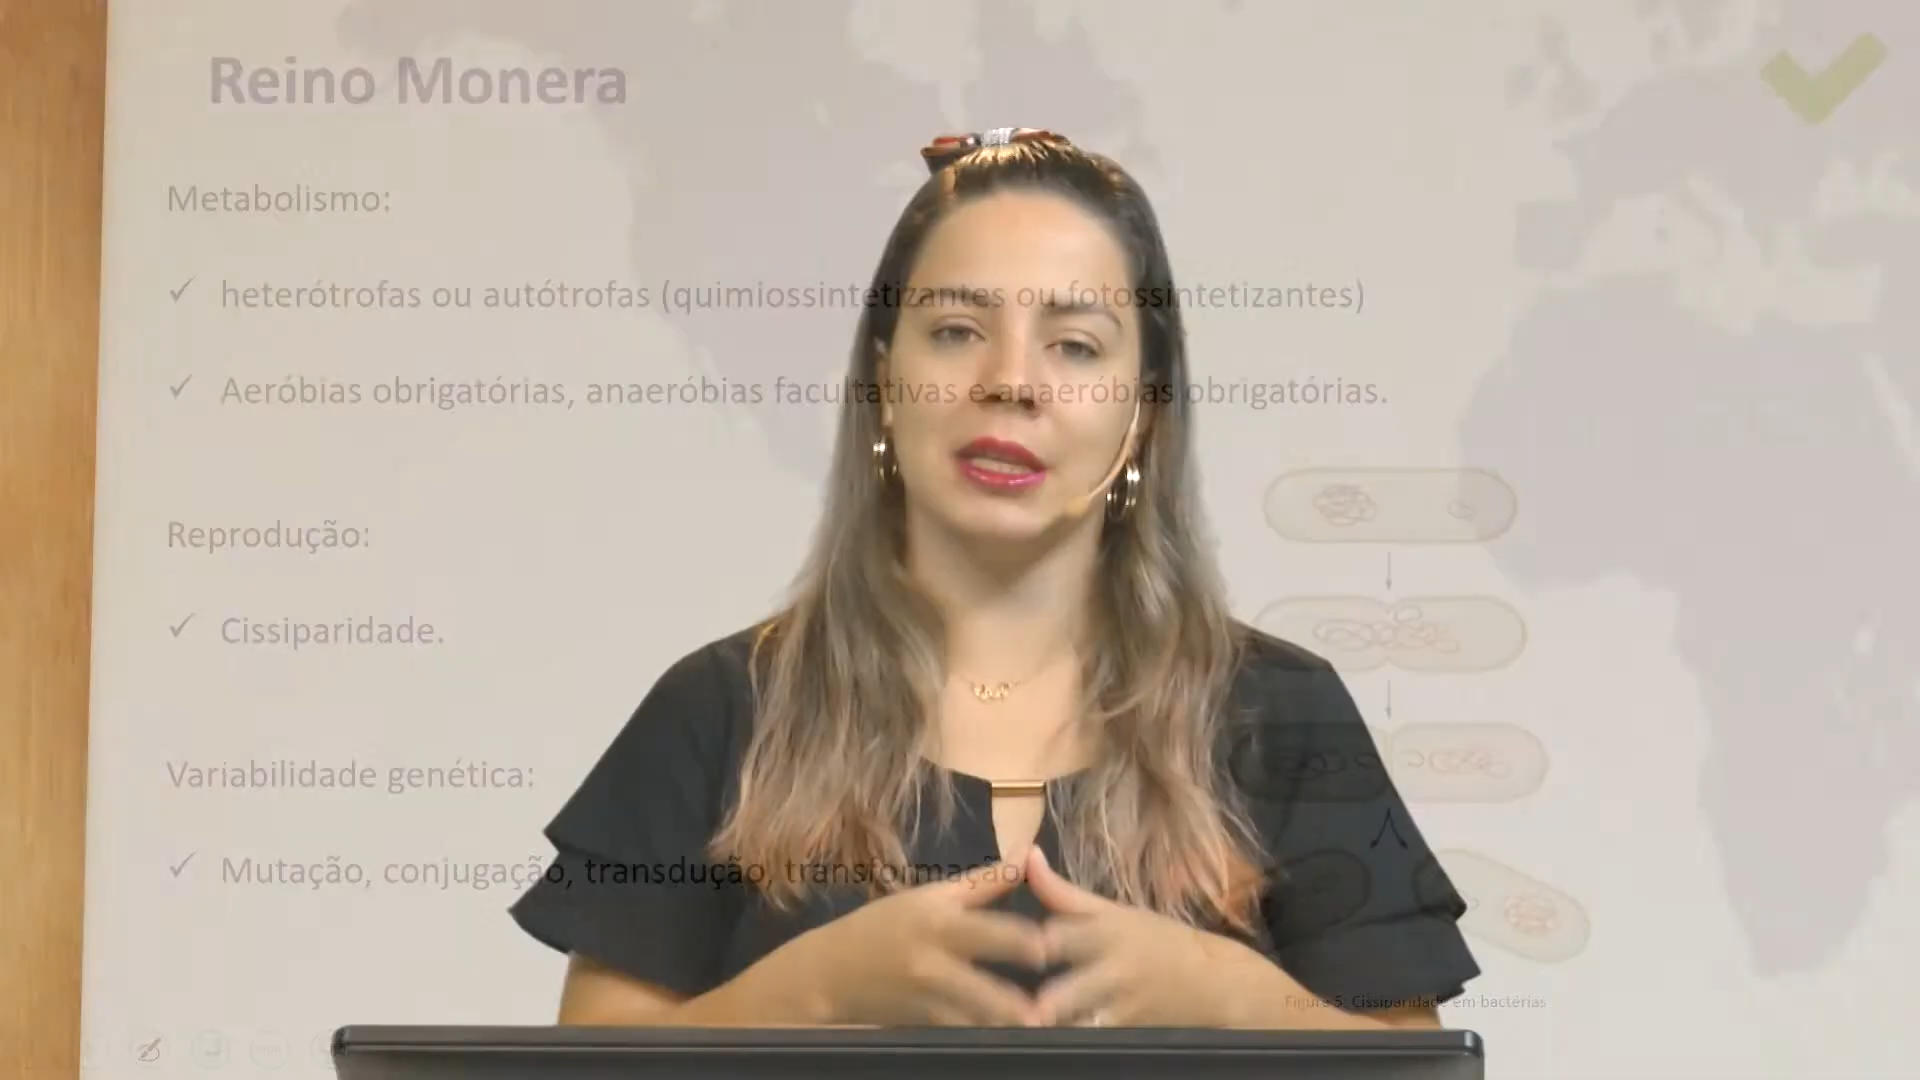 Reino Monera
Metabolismo:
heterótrofas ou autótrofas (quimiossintetizantes ou fotossintetizantes)
Aeróbias obrigatórias, anaeróbias facultativas e anaeróbias obrigatórias.
Reprodução:
Cissiparidade.
Variabilidade genética:
Mutação, conjugação, transdução, transformação.
Figura 5: Cissiparidade em bactérias